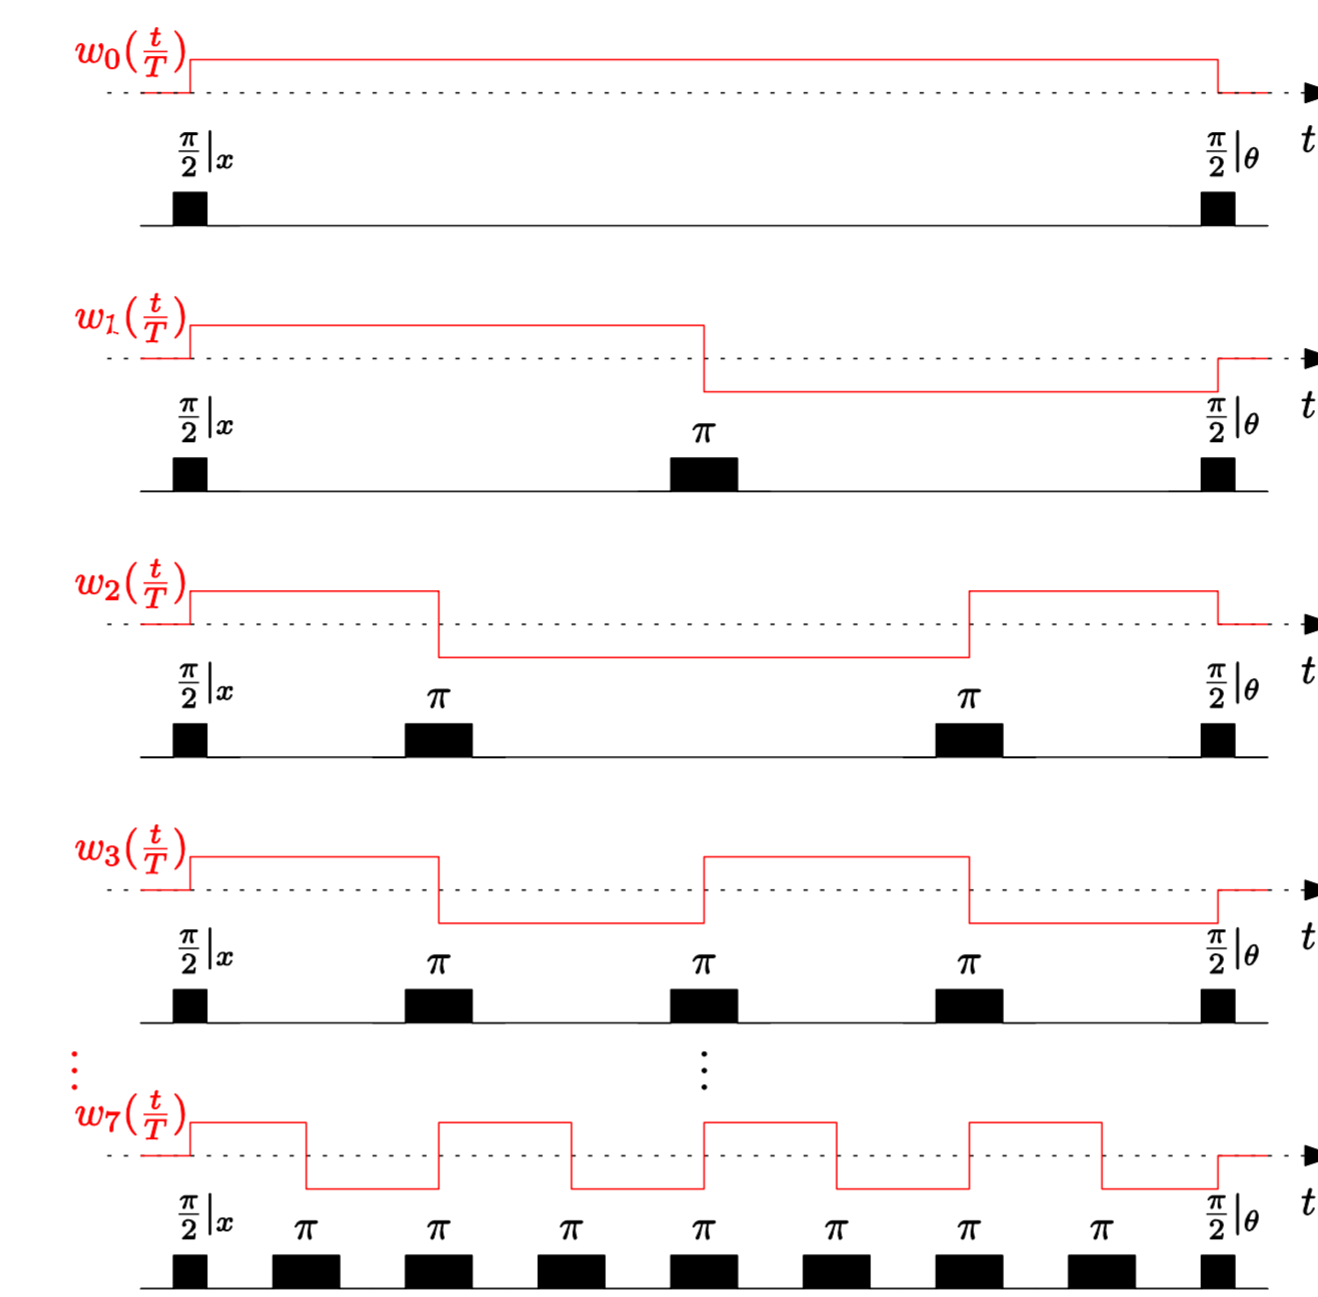 w₀(t/T)
t
π/2|ₓ π/2|θ
w₁(t/T)
t
π/2|ₓ π π/2|θ
w₂(t/T)
t
π/2|ₓ π π π/2|θ
w₃(t/T)
t
π/2|ₓ π π π π/2|θ
⋮ ⋮
w₇(t/T)
t
π/2|ₓ π π π π π π π π/2|θ